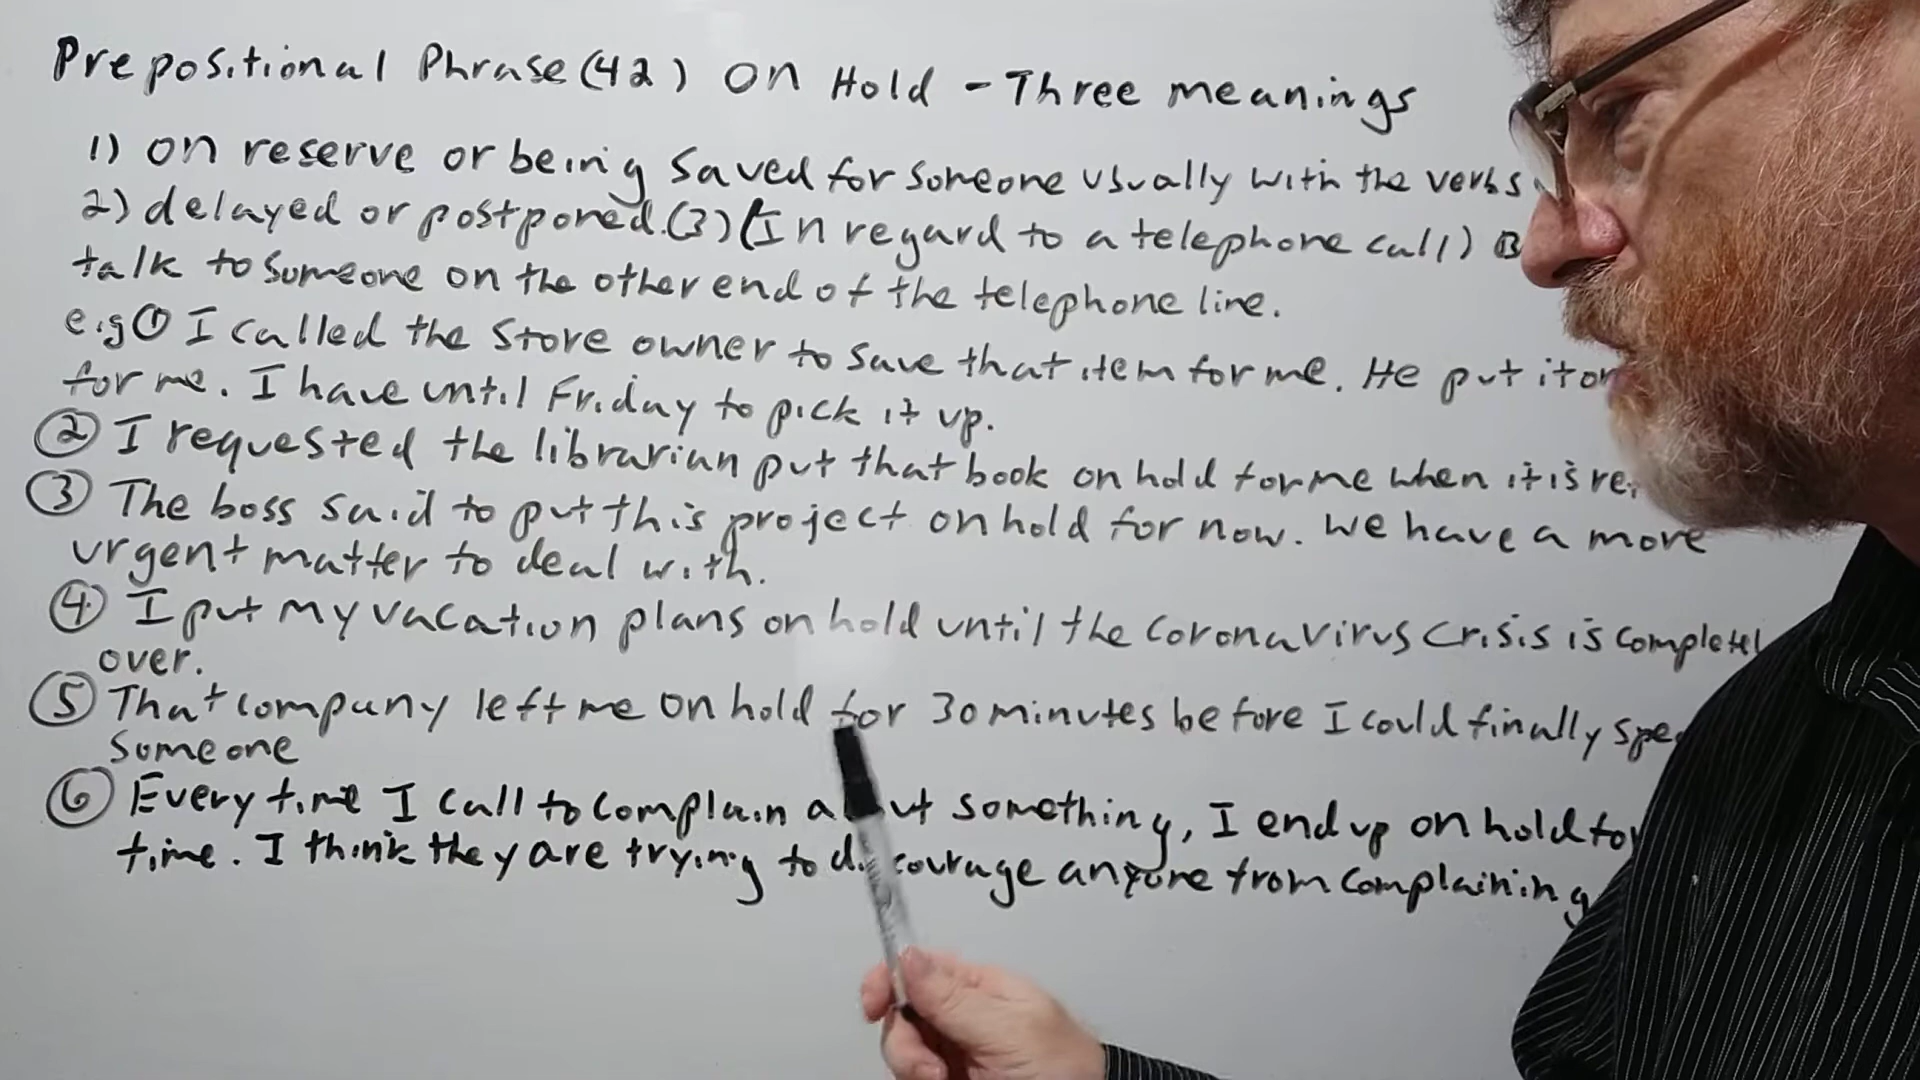 Prepositional Phrase (42) On Hold - Three meanings
1) on reserve or being saved for someone usually with the verbs
2) delayed or postponed. (3) (In regard to a telephone call)
talk to someone on the other end of the telephone line.
e.g ① I called the store owner to save that item for me. He put it on
for me. I have until Friday to pick it up.
② I requested the librarian put that book on hold for me when it is
③ The boss said to put this project on hold for now. We have a more
urgent matter to deal with.
④ I put my vacation plans on hold until the coronavirus crisis is completel
over.
⑤ That company left me on hold for 30 minutes before I could finally
someone
⑥ Every time I call to complain about something, I end up on hold for
time. I think they are trying to discourage anyone from complaining